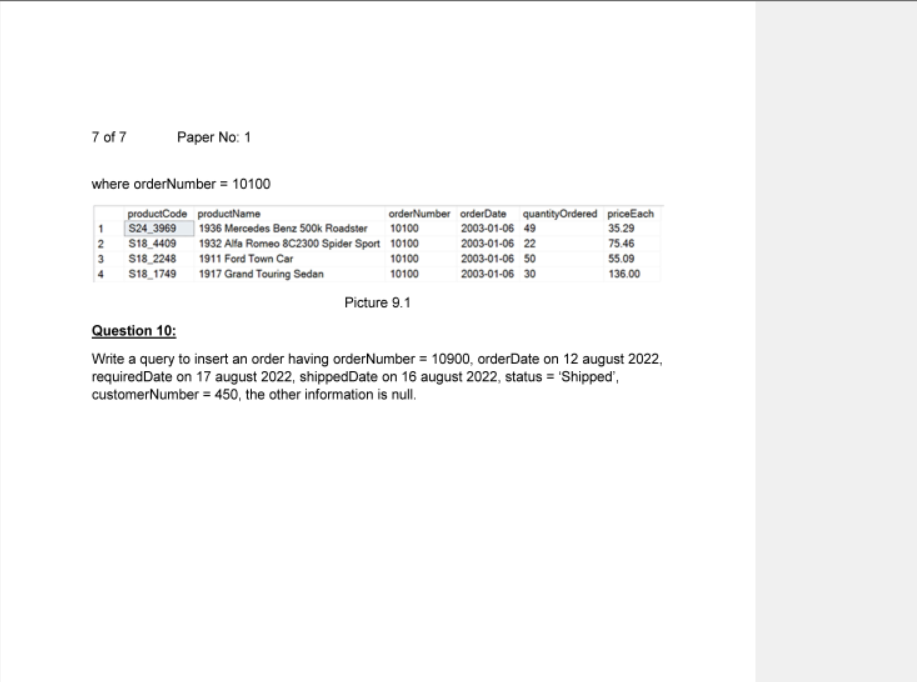 7 of 7 Paper No: 1
where orderNumber = 10100
productCode productName orderNumber orderDate quantityOrdered priceEach
1 S24_3969 1936 Mercedes Benz 500k Roadster 10100 2003-01-06 49 35.29
2 S18_4409 1932 Alfa Romeo 8C2300 Spider Sport 10100 2003-01-06 22 75.46
3 S18_2248 1911 Ford Town Car 10100 2003-01-06 50 55.09
4 S18_1749 1917 Grand Touring Sedan 10100 2003-01-06 30 136.00
Picture 9.1
Question 10:
Write a query to insert an order having orderNumber = 10900, orderDate on 12 august 2022,
requiredDate on 17 august 2022, shippedDate on 16 august 2022, status = 'Shipped',
customerNumber = 450, the other information is null.